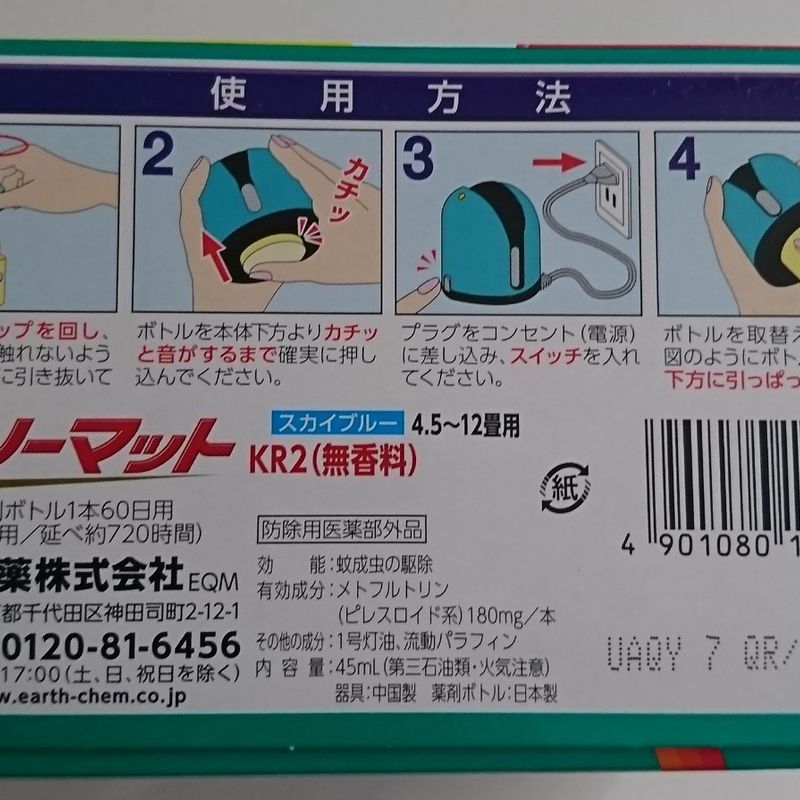 使用方法
ップを回し、
触れないよう
に引き抜いて
2
カチッ
ボトルを本体下方よりカチッ
と音がするまで確実に押し
込んでください。
3
プラグをコンセント(電源)
に差し込み、スイッチを入れ
てください。
4
ボトルを取替え
図のようにボト
下方に引っぱっ
ノーマット
スカイブルー 4.5〜12畳用
KR2(無香料)
ボトル1本60日用
用/延べ約720時間)
薬株式会社 EQM
都千代田区神田司町2-12-1
0120-81-6456
17:00(土、日、祝日を除く)
w.earth-chem.co.jp
防除用医薬部外品
効能:蚊成虫の駆除
有効成分:メトフルトリン
(ピレスロイド系)180mg/本
その他の成分:1号灯油、流動パラフィン
内容量:45mL(第三石油類・火気注意)
器具:中国製 薬剤ボトル:日本製
紙
4 901080 1
UAQY 7 QR/